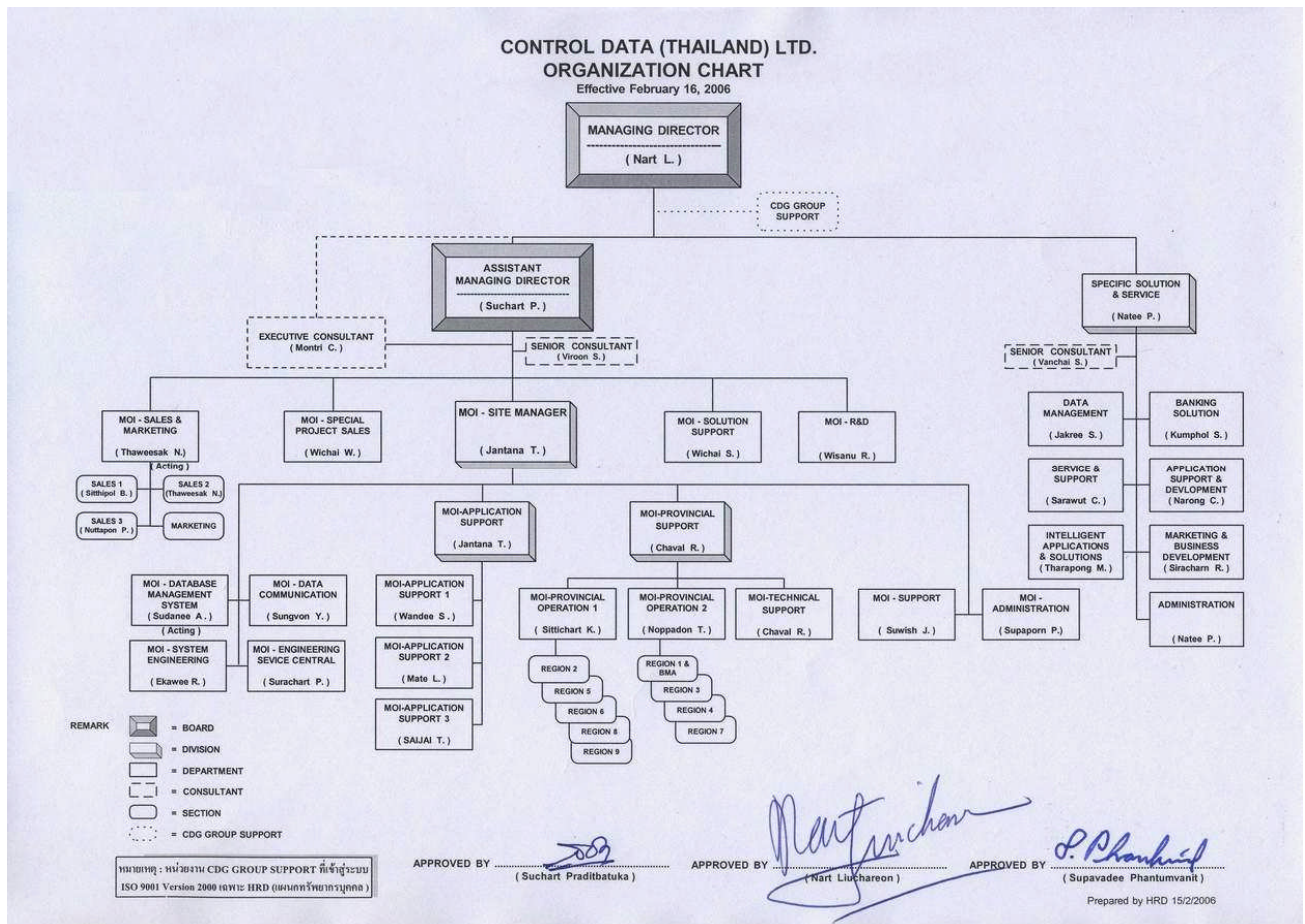 CONTROL DATA (THAILAND) LTD.
ORGANIZATION CHART
Effective February 16, 2006
MANAGING DIRECTOR
( Nart L. )
CDG GROUP
SUPPORT
ASSISTANT
MANAGING DIRECTOR
( Suchart P. )
SPECIFIC SOLUTION
& SERVICE
( Natee P. )
EXECUTIVE CONSULTANT
( Montri C. )
SENIOR CONSULTANT
( Viroon S. )
SENIOR CONSULTANT
( Vanchai S. )
MOI - SALES &
MARKETING
( Thaweesak N.)
( Acting )
MOI - SPECIAL
PROJECT SALES
( Wichai W. )
MOI - SITE MANAGER
( Jantana T. )
MOI - SOLUTION
SUPPORT
( Wichai S. )
MOI - R&D
( Wisanu R. )
DATA
MANAGEMENT
( Jakree S. )
BANKING
SOLUTION
( Kumphol S. )
SALES 1
( Sitthipol B. )
SALES 2
(Thaweesak N.)
SALES 3
( Nuttapon P. )
MARKETING
SERVICE &
SUPPORT
( Sarawut C. )
APPLICATION
SUPPORT &
DEVLOPMENT
( Narong C. )
MOI-APPLICATION
SUPPORT
( Jantana T. )
MOI-PROVINCIAL
SUPPORT
( Chaval R. )
INTELLIGENT
APPLICATIONS
& SOLUTIONS
( Tharapong M. )
MARKETING &
BUSINESS
DEVELOPMENT
( Siracharn R. )
MOI - DATABASE
MANAGEMENT
SYSTEM
( Sudanee A . )
( Acting )
MOI - DATA
COMMUNICATION
( Sungvon Y. )
MOI-APPLICATION
SUPPORT 1
( Wandee S . )
MOI-PROVINCIAL
OPERATION 1
( Sittichart K. )
MOI-PROVINCIAL
OPERATION 2
( Noppadon T. )
MOI-TECHNICAL
SUPPORT
( Chaval R. )
MOI - SUPPORT
( Suwish J. )
MOI -
ADMINISTRATION
( Supaporn P.)
ADMINISTRATION
( Natee P. )
MOI - SYSTEM
ENGINEERING
( Ekawee R. )
MOI - ENGINEERING
SEVICE CENTRAL
( Surachart P. )
MOI-APPLICATION
SUPPORT 2
( Mate L. )
MOI-APPLICATION
SUPPORT 3
( SAIJAI T. )
REGION 2
REGION 5
REGION 6
REGION 8
REGION 9
REGION 1 &
BMA
REGION 3
REGION 4
REGION 7
REMARK
= BOARD
= DIVISION
= DEPARTMENT
= CONSULTANT
= SECTION
= CDG GROUP SUPPORT
หมายเหตุ : หน่วยงาน CDG GROUP SUPPORT ที่เข้าสู่ระบบ
ISO 9001 Version 2000 เฉพาะ HRD (แผนกทรัพยากรบุคคล )
APPROVED BY
( Suchart Praditbatuka )
APPROVED BY
( Nart Liuchareon )
APPROVED BY
( Supavadee Phantumvanit )
Prepared by HRD 15/2/2006